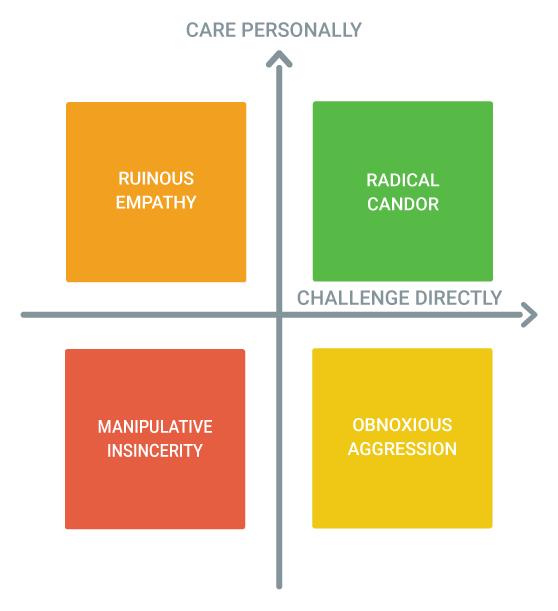 CARE PERSONALLY
RUINOUS
EMPATHY
RADICAL
CANDOR
CHALLENGE DIRECTLY
MANIPULATIVE
INSINCERITY
OBNOXIOUS
AGGRESSION